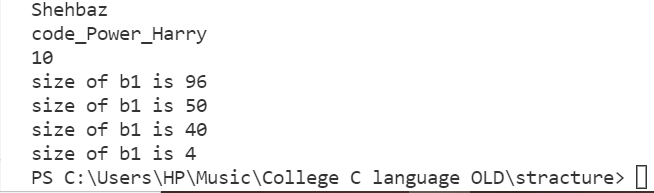 Shehbaz
code_Power_Harry
10
size of b1 is 96
size of b1 is 50
size of b1 is 40
size of b1 is 4
PS C:\Users\HP\Music\College C language OLD\stracture>